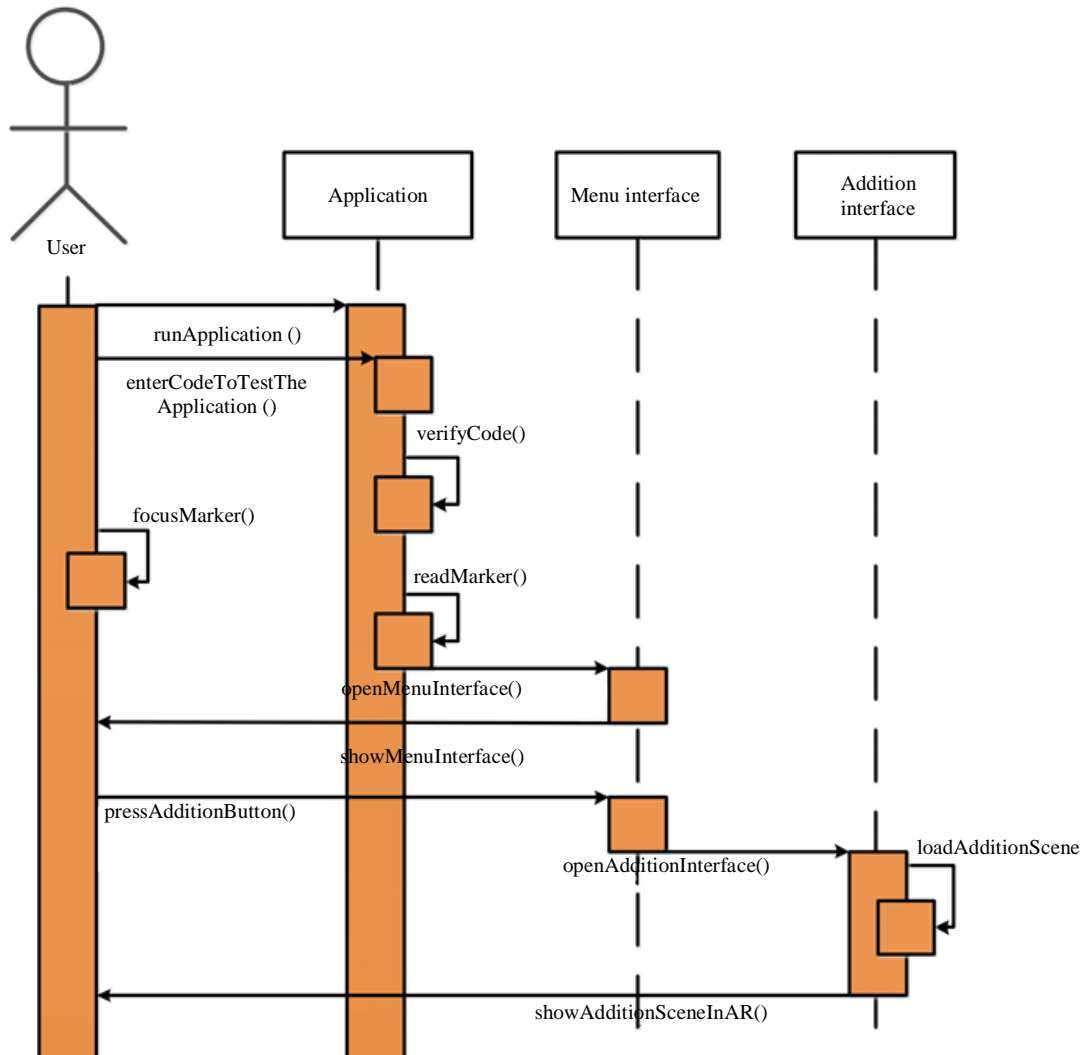 User
Application
Menu interface
Addition
interface
runApplication ()
enterCodeToTestThe
Application ()
verifyCode()
focusMarker()
readMarker()
openMenuInterface()
showMenuInterface()
pressAdditionButton()
openAdditionInterface()
loadAdditionScene
showAdditionSceneInAR()